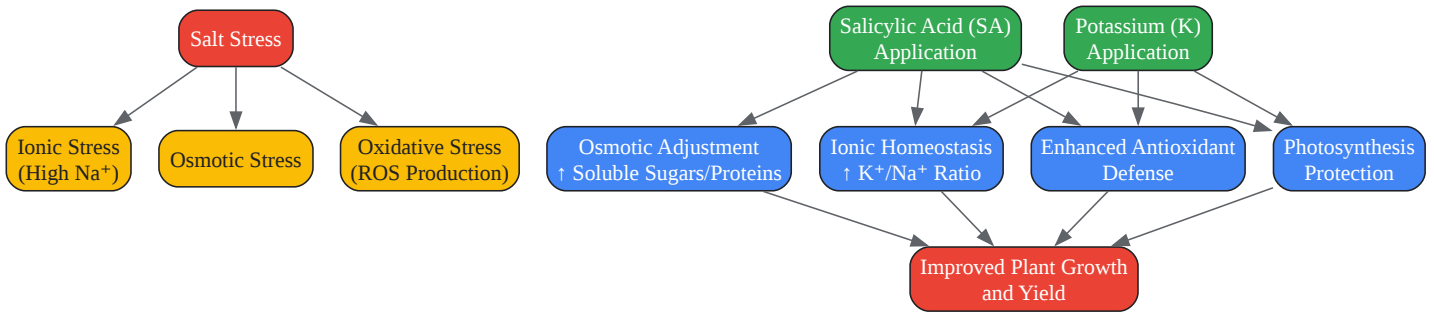 Salt Stress
Ionic Stress
(High Na⁺)
Osmotic Stress
Oxidative Stress
(ROS Production)
Salicylic Acid (SA)
Application
Potassium (K)
Application
Osmotic Adjustment
↑ Soluble Sugars/Proteins
Ionic Homeostasis
↑ K⁺/Na⁺ Ratio
Enhanced Antioxidant
Defense
Photosynthesis
Protection
Improved Plant Growth
and Yield